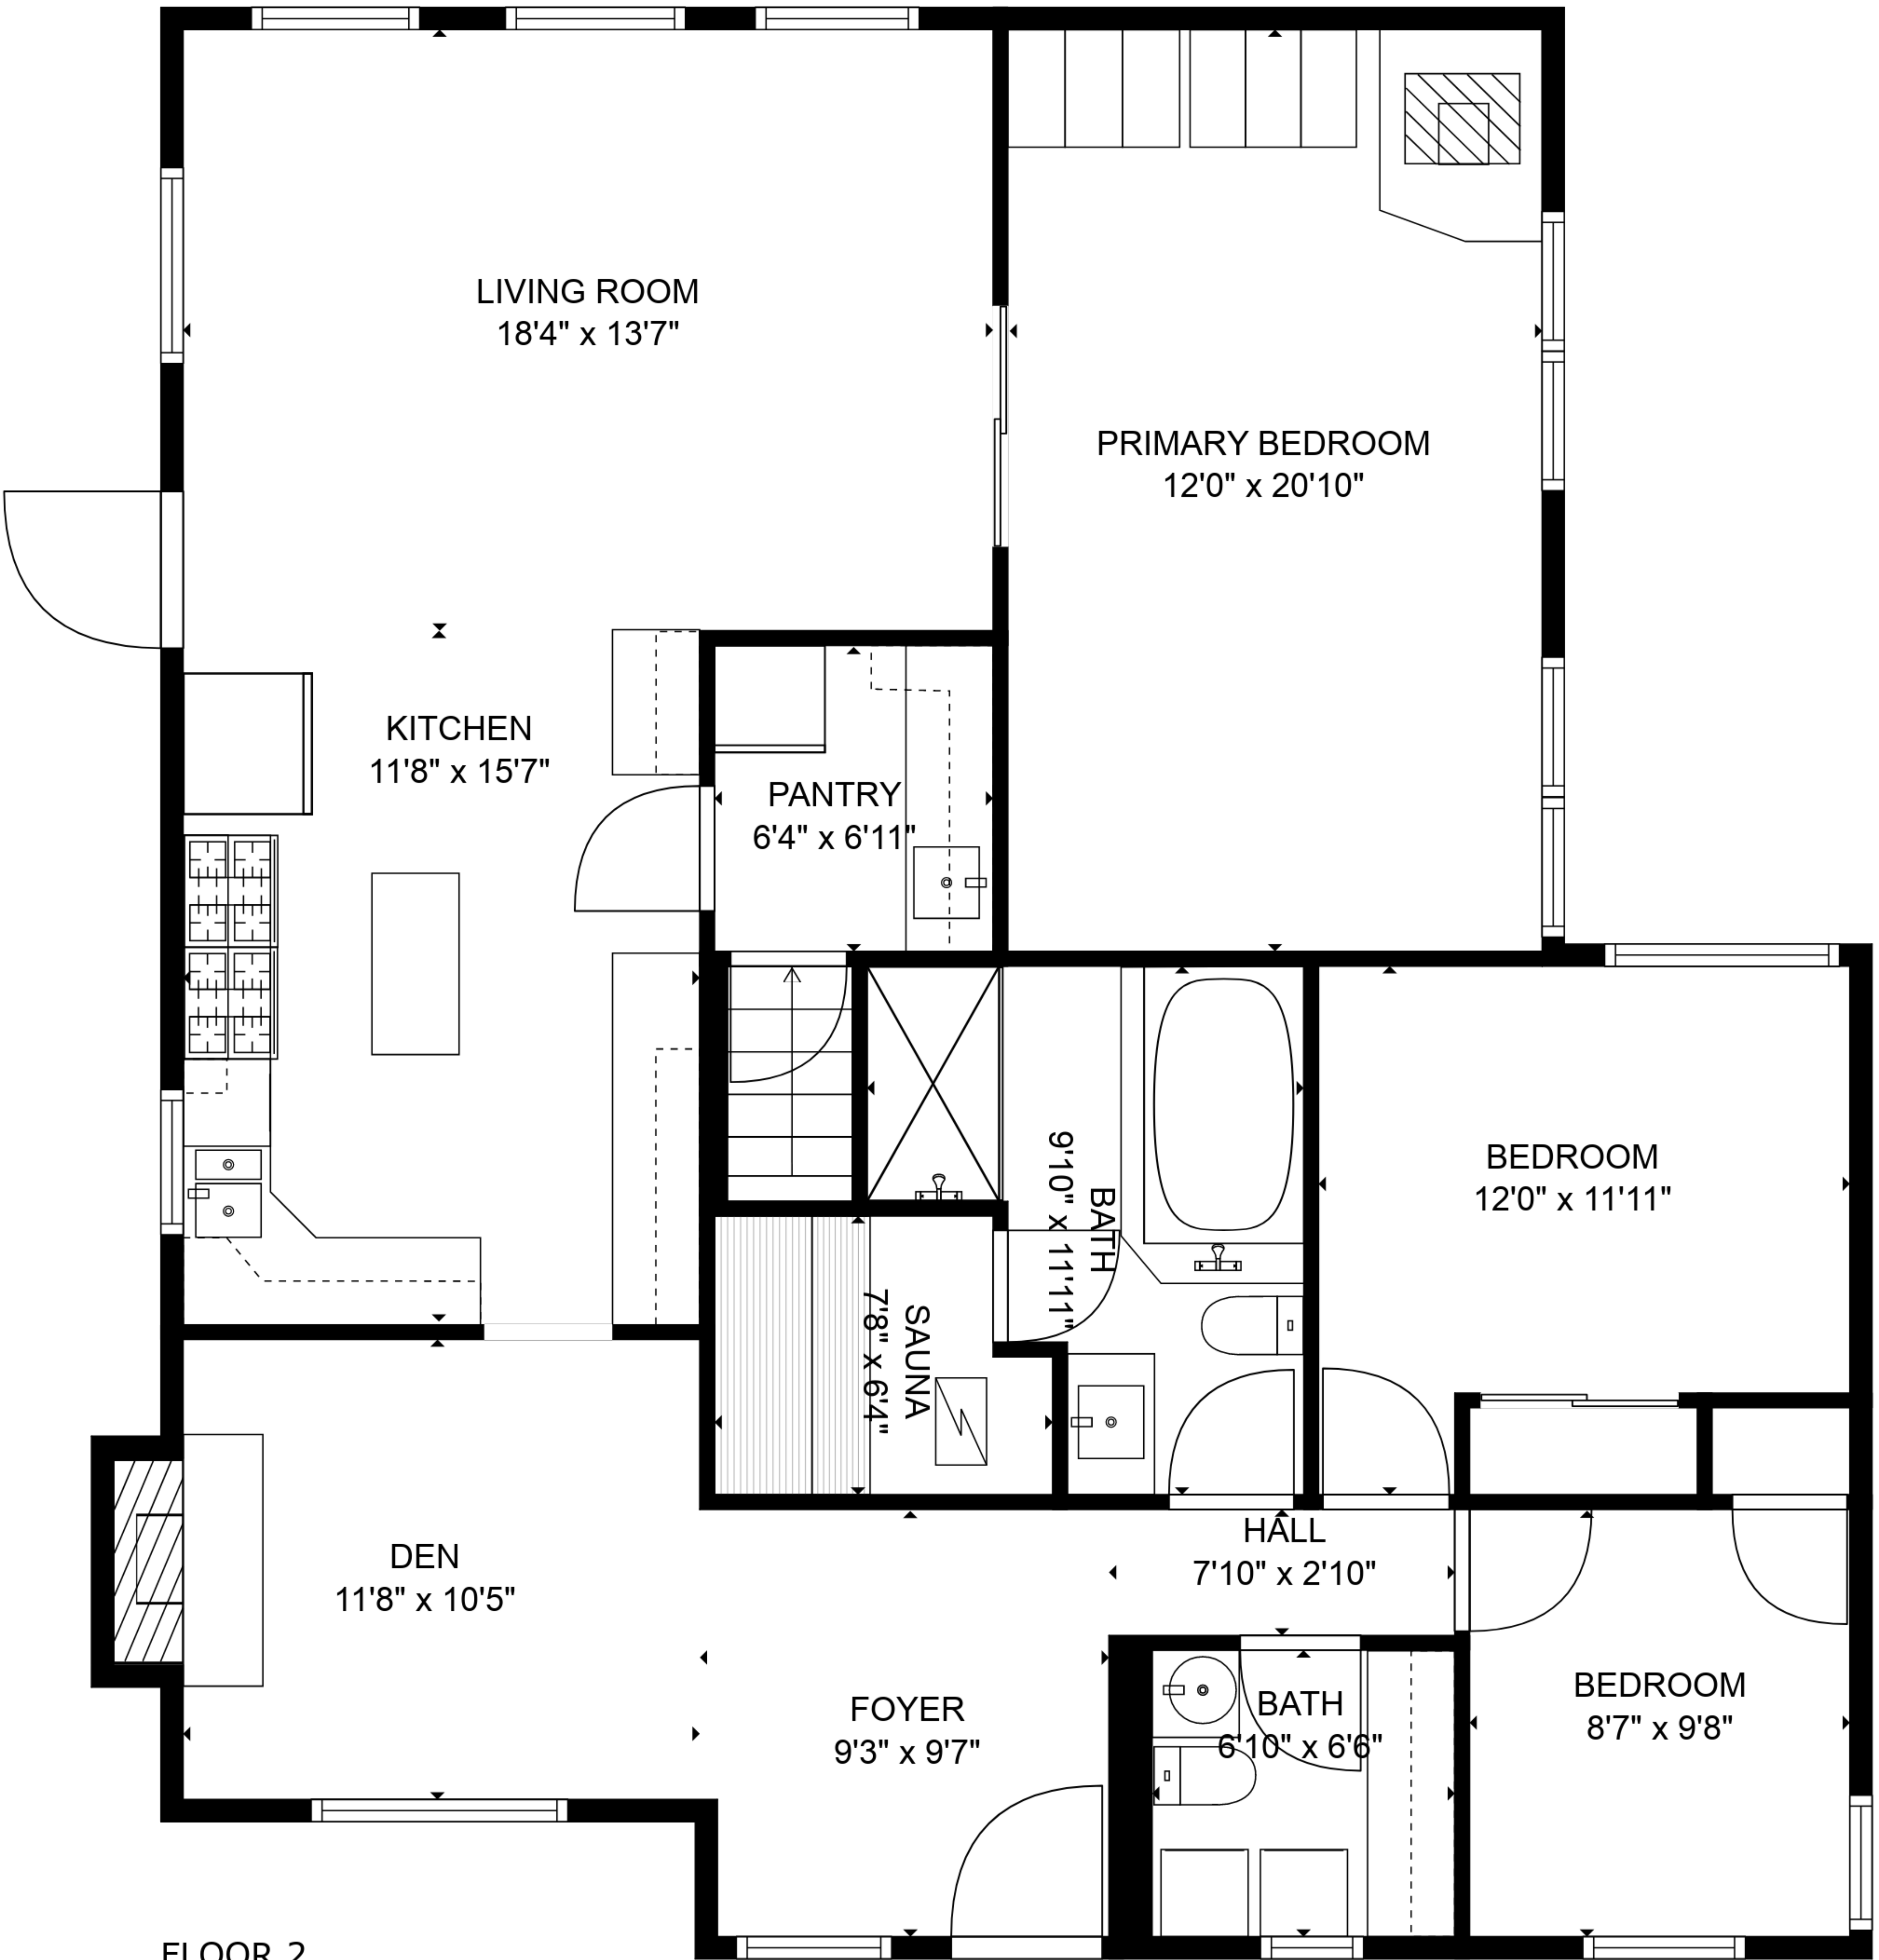 LIVING ROOM
18'4" x 13'7"
PRIMARY BEDROOM
12'0" x 20'10"
KITCHEN
11'8" x 15'7"
PANTRY
6'4" x 6'11"
BATH
9'10" x 11'11"
BEDROOM
12'0" x 11'11"
SAUNA
7'8" x 6'4"
DEN
11'8" x 10'5"
HALL
7'10" x 2'10"
FOYER
9'3" x 9'7"
BATH
6'10" x 6'6"
BEDROOM
8'7" x 9'8"
FLOOR 2